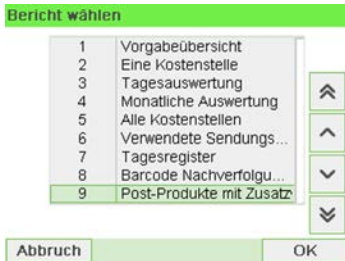 Bericht wählen
1 Vorgabeübersicht
2 Eine Kostenstelle
3 Tagesauswertung
4 Monatliche Auswertung
5 Alle Kostenstellen
6 Verwendete Sendungs...
7 Tagesregister
8 Barcode Nachverfolgu...
9 Post-Produkte mit Zusatz
Abbruch OK